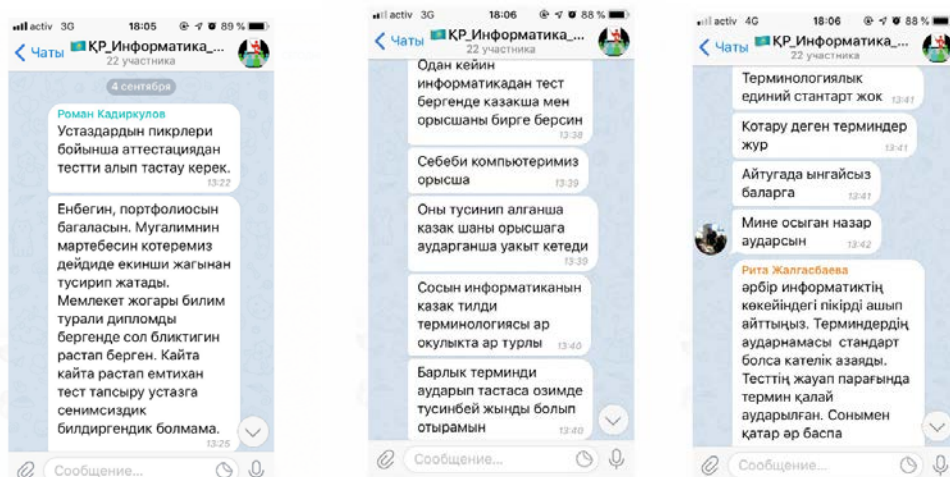 activ 3G 18:05 89 %
Чаты ҚР_Информатика_...
22 участника
4 сентября
Роман Кадиркулов
Устаздардын пикрлери
бойынша аттестациядан
тестти алып тастау керек.
13:22
Енбегин, портфолиосын
багаласын. Мугалимнин
мартебесин котеремиз
дейдиде екинши жагынан
тусирип жатады.
Мемлекет жогары билим
турали дипломды
бергенде сол бликтигин
растап берген. Кайта
кайта растап емтихан
тест тапсыру устазга
сенимсиздик
билдиргендик болмама.
13:25
Сообщение...
activ 3G 18:06 88 %
Чаты ҚР_Информатика_...
22 участника
Одан кейин
информатикадан тест
бергенде казакша мен
орысшаны бирге берсин
13:38
Себеби компьютеримиз
орысша 13:39
Оны тусинип алганша
казак шаны орысшага
аударганша уакыт кетеди
13:39
Сосын информатиканын
казак тилди
терминологиясы ар
окулыкта ар турлы 13:40
Барлык терминди
аударып тастаса озимде
тусинбей жынды болып
отырамын 13:40
Сообщение...
activ 4G 18:06 88 %
Чаты ҚР_Информатика_...
22 участника
Терминологиялык
единий стантарт жок 13:41
Котару деген терминдер
жур 13:41
Айтугада ынгайсыз
баларга 13:41
Мине осыган назар
аударсын 13:42
Рита Жалгасбаева
әрбір информатиктің
көкейіндегі пікірді ашып
айттыңыз. Терминдердің
аударнамасы стандарт
болса кателік азаяды.
Тесттің жауап парағында
термин қалай
аударылған. Сонымен
қатар әр баспа
Сообщение...